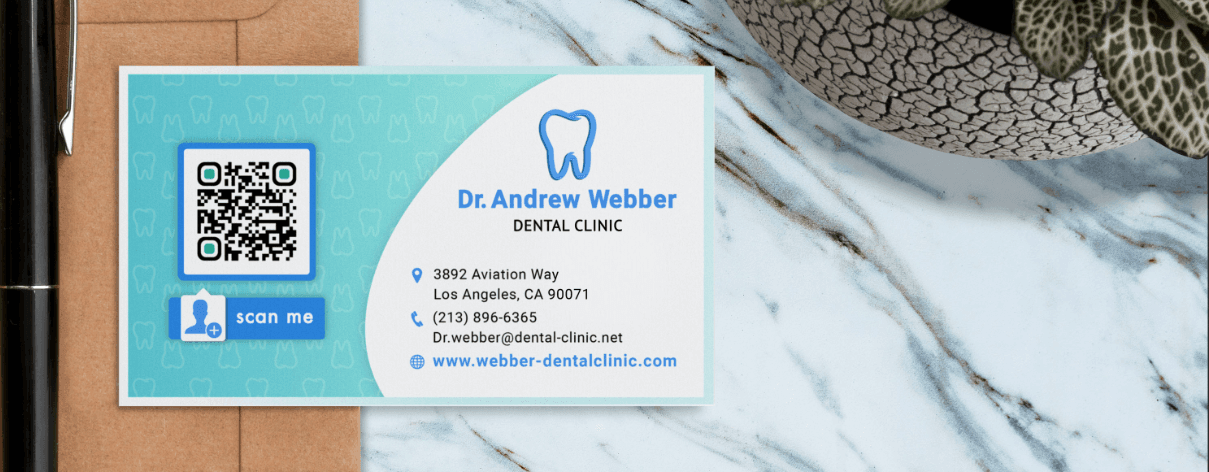 scan me
Dr. Andrew Webber
DENTAL CLINIC
3892 Aviation Way
Los Angeles, CA 90071
(213) 896-6365
Dr.webber@dental-clinic.net
www.webber-dentalclinic.com